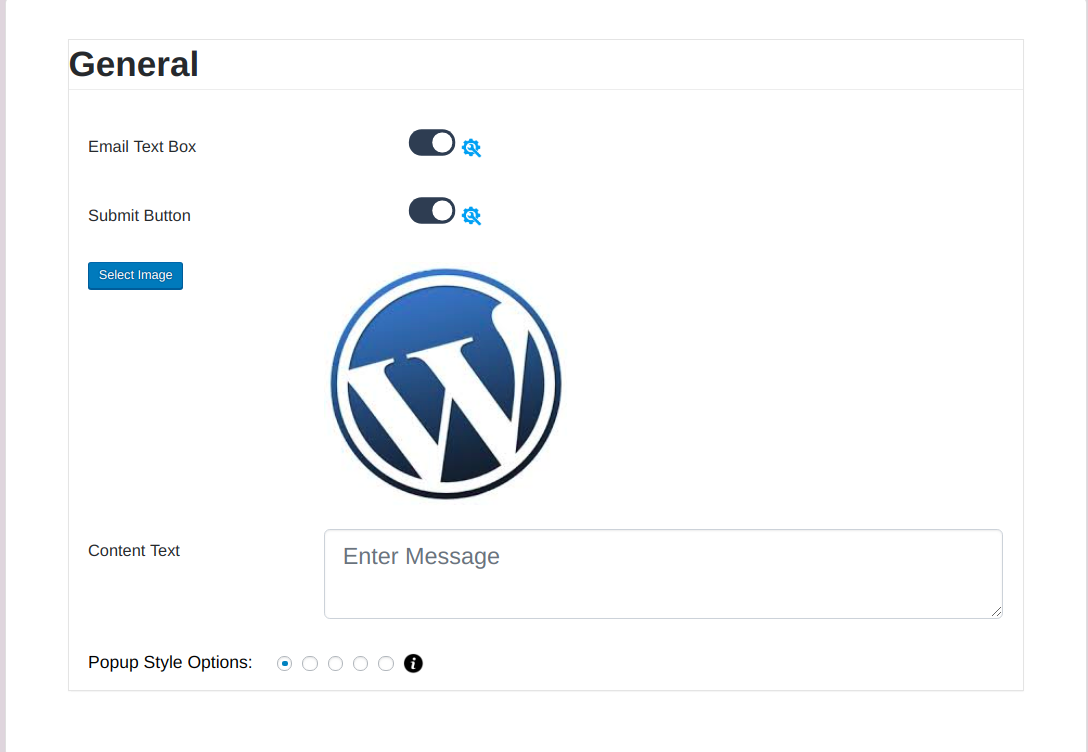 General
Email Text Box
Submit Button
Select Image
Content Text
Enter Message
Popup Style Options: